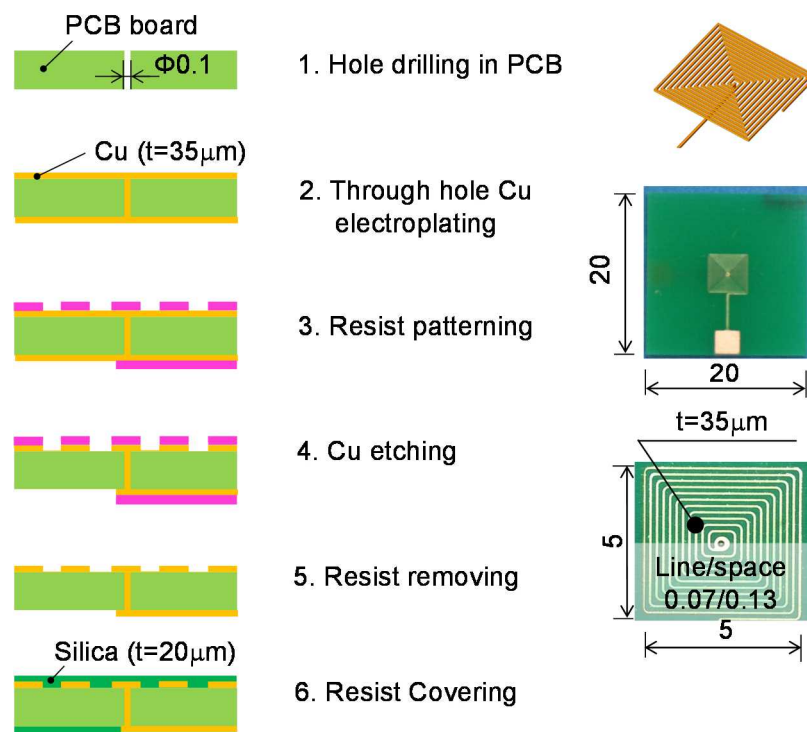 PCB board
Φ0.1
1. Hole drilling in PCB
Cu (t=35μm)
2. Through hole Cu
electroplating
3. Resist patterning
4. Cu etching
5. Resist removing
Silica (t=20μm)
6. Resist Covering
20
20
t=35μm
5
Line/space
0.07/0.13
5